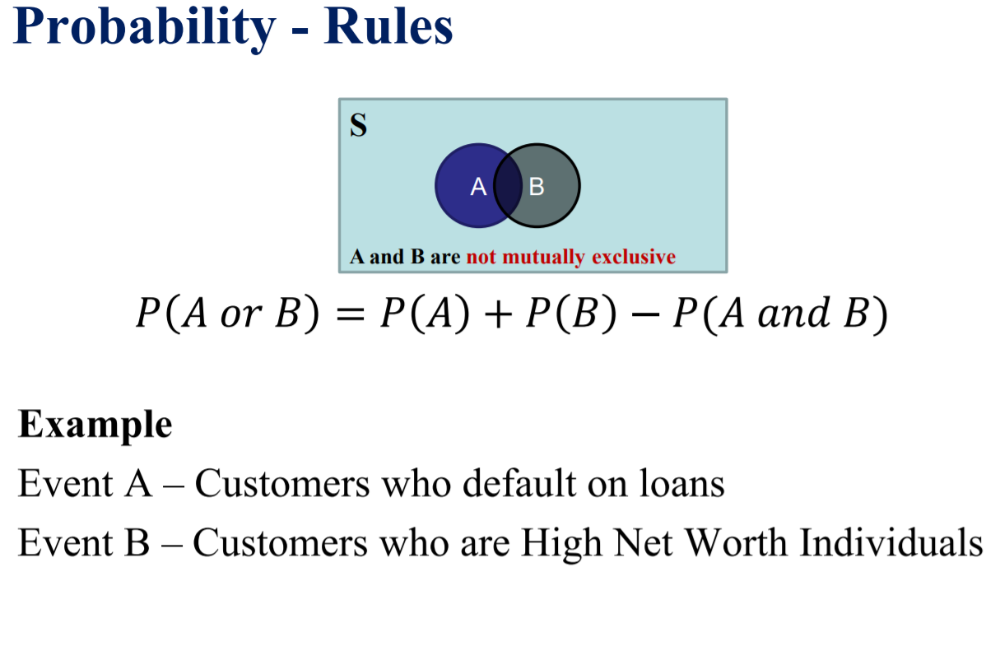 Probability - Rules
S
A B
A and B are not mutually exclusive
P(A or B) = P(A) + P(B) − P(A and B)
Example
Event A – Customers who default on loans
Event B – Customers who are High Net Worth Individuals